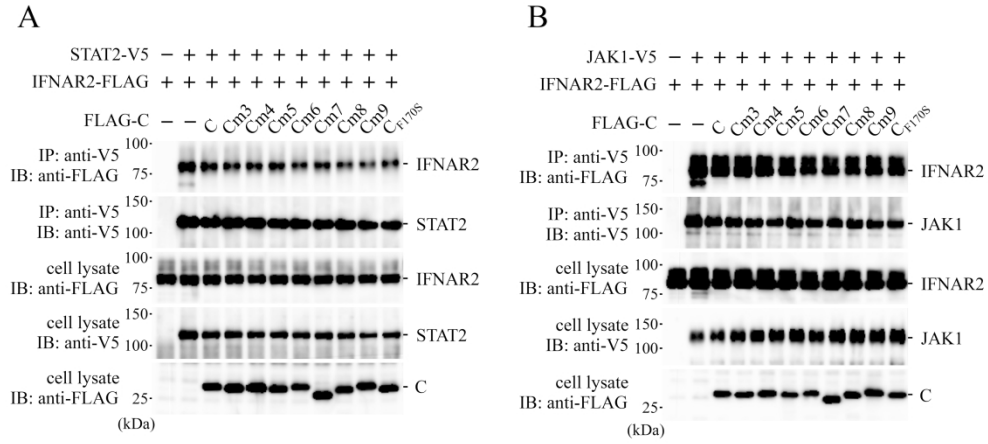 A
STAT2-V5 − + + + + + + + + + +
IFNAR2-FLAG + + + + + + + + + + +
FLAG-C − − C Cm3 Cm4 Cm5 Cm6 Cm7 Cm8 Cm9 C F170S
IP: anti-V5
IB: anti-FLAG
100-
75-
IFNAR2
IP: anti-V5
IB: anti-V5
150-
100-
STAT2
cell lysate
IB: anti-FLAG
100-
75-
IFNAR2
cell lysate
IB: anti-V5
150-
100-
STAT2
cell lysate
IB: anti-FLAG
25-
C
(kDa)
B
JAK1-V5 − + + + + + + + + + +
IFNAR2-FLAG + + + + + + + + + + +
FLAG-C − − C Cm3 Cm4 Cm5 Cm6 Cm7 Cm8 Cm9 C F170S
IP: anti-V5
IB: anti-FLAG
100-
75-
IFNAR2
IP: anti-V5
IB: anti-V5
150-
100-
JAK1
cell lysate
IB: anti-FLAG
100-
75-
IFNAR2
cell lysate
IB: anti-V5
150-
100-
JAK1
cell lysate
IB: anti-FLAG
25-
C
(kDa)